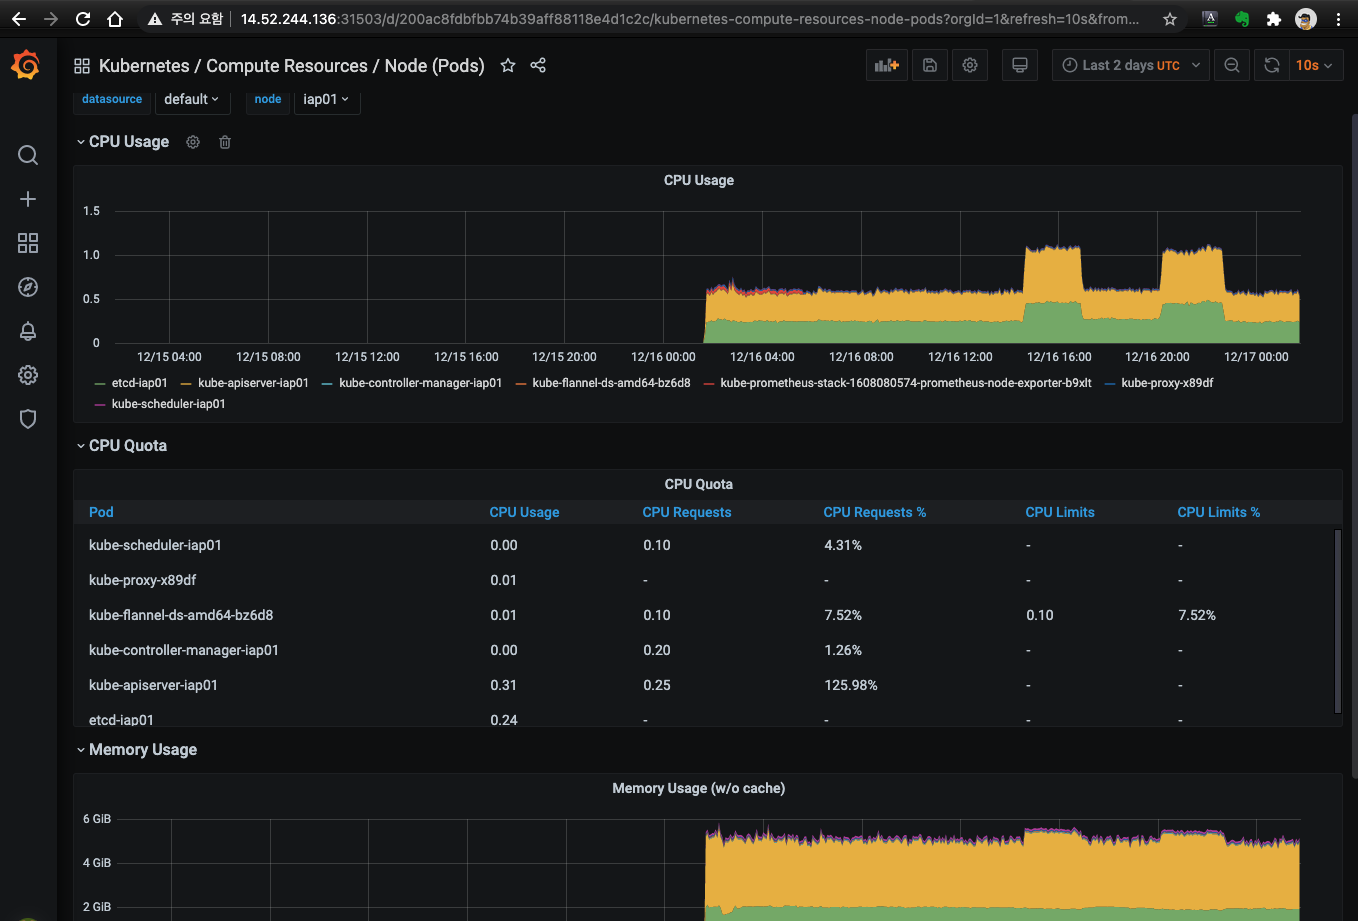 주의 요함 14.52.244.136:31503/d/200ac8fdbfbb74b39aff88118e4d1c2c/kubernetes-compute-resources-node-pods?orgId=1&refresh=10s&from...
Kubernetes / Compute Resources / Node (Pods) Last 2 days UTC 10s
datasource default node iap01
CPU Usage
CPU Usage
1.5
1.0
0.5
0
12/15 04:00 12/15 08:00 12/15 12:00 12/15 16:00 12/15 20:00 12/16 00:00 12/16 04:00 12/16 08:00 12/16 12:00 12/16 16:00 12/16 20:00 12/17 00:00
etcd-iap01 kube-apiserver-iap01 kube-controller-manager-iap01 kube-flannel-ds-amd64-bz6d8 kube-prometheus-stack-1608080574-prometheus-node-exporter-b9xlt kube-proxy-x89df
kube-scheduler-iap01
CPU Quota
CPU Quota
Pod CPU Usage CPU Requests CPU Requests % CPU Limits CPU Limits %
kube-scheduler-iap01 0.00 0.10 4.31% - -
kube-proxy-x89df 0.01 - - - -
kube-flannel-ds-amd64-bz6d8 0.01 0.10 7.52% 0.10 7.52%
kube-controller-manager-iap01 0.00 0.20 1.26% - -
kube-apiserver-iap01 0.31 0.25 125.98% - -
etcd-iap01 0.24 - - - -
Memory Usage
Memory Usage (w/o cache)
6 GiB
4 GiB
2 GiB